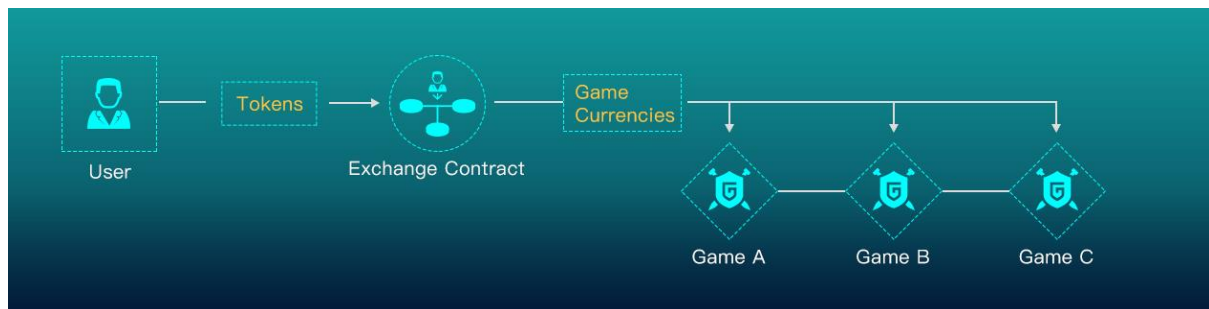 Tokens
Game
Currencies
User
Exchange Contract
Game A
Game B
Game C